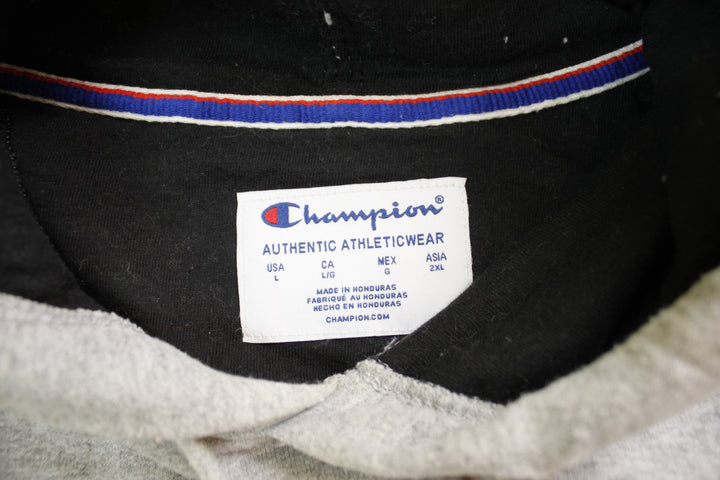 Champion®
AUTHENTIC ATHLETICWEAR
USA CA MEX ASIA
L L/G G 2XL
MADE IN HONDURAS
FABRIQUÉ AU HONDURAS
HECHO EN HONDURAS
CHAMPION.COM